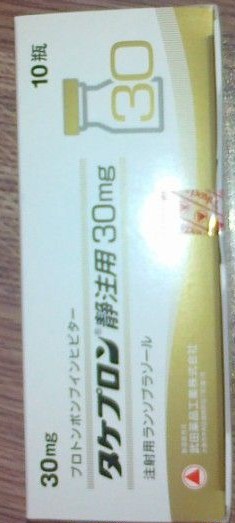 30mg
10瓶
プロトンポンプインヒビター
タケプロン®静注用30mg
注射用ランソプラゾール
30
武田薬品工業株式会社